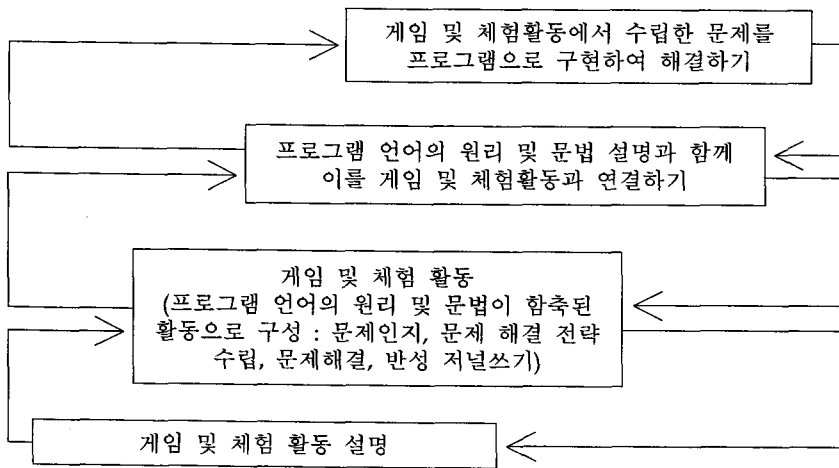 게임 및 체험활동에서 수립한 문제를
프로그램으로 구현하여 해결하기
프로그램 언어의 원리 및 문법 설명과 함께
이를 게임 및 체험활동과 연결하기
게임 및 체험 활동
(프로그램 언어의 원리 및 문법이 함축된
활동으로 구성 : 문제인지, 문제 해결 전략
수립, 문제해결, 반성 저널쓰기)
게임 및 체험 활동 설명